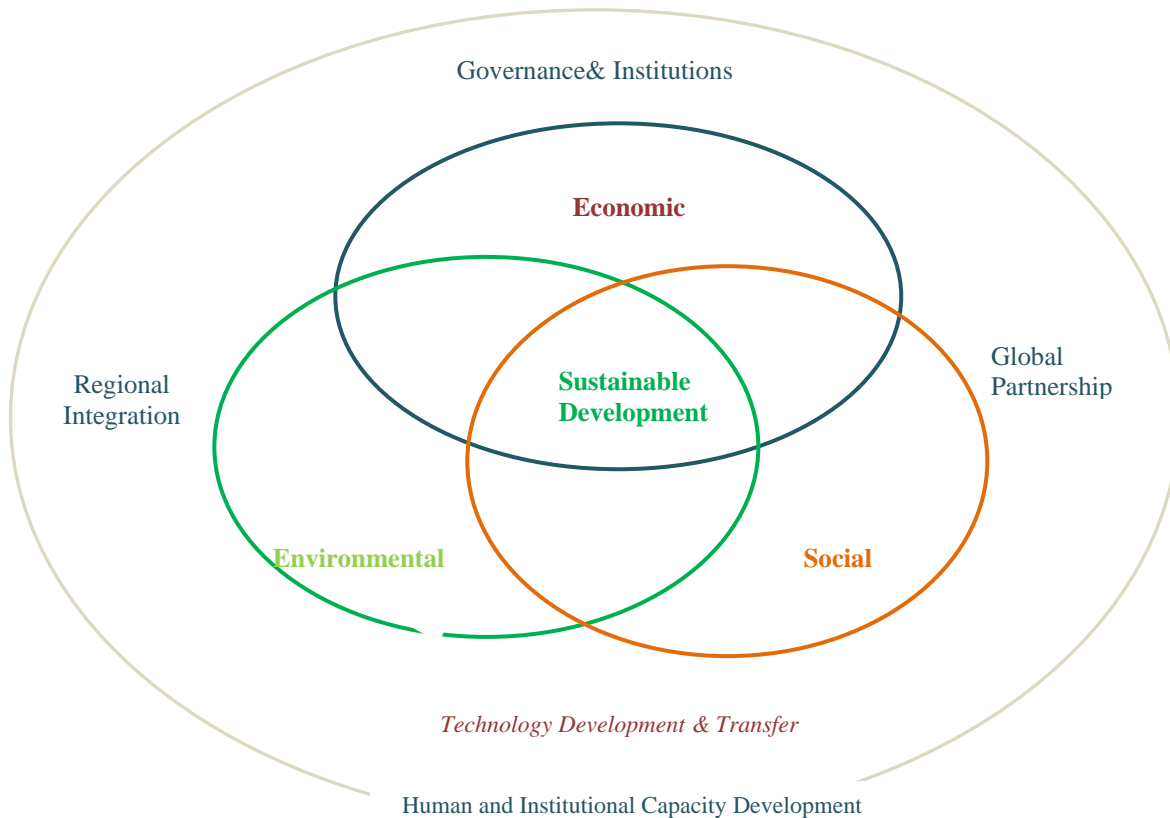 Governance& Institutions
Economic
Regional
Integration
Sustainable
Development
Global
Partnership
Environmental
Social
Technology Development & Transfer
Human and Institutional Capacity Development